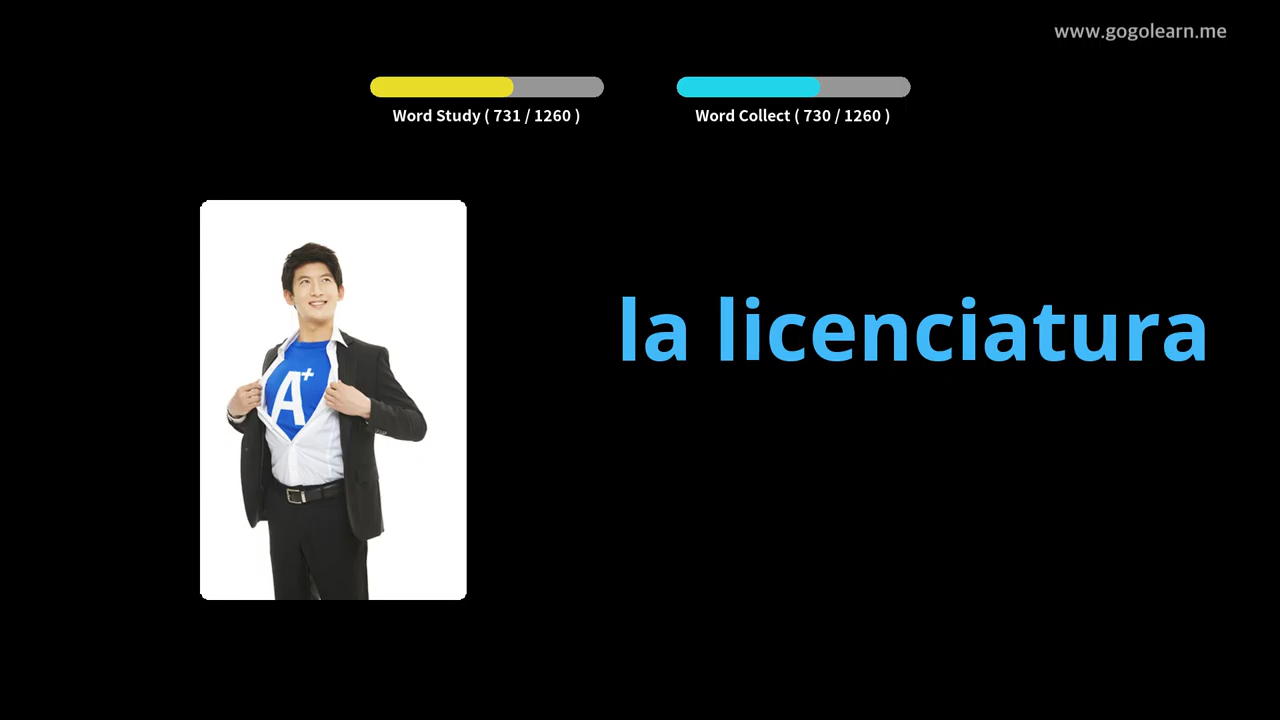 www.gogolearn.me
Word Study ( 731 / 1260 )
Word Collect ( 730 / 1260 )
la licenciatura
A+